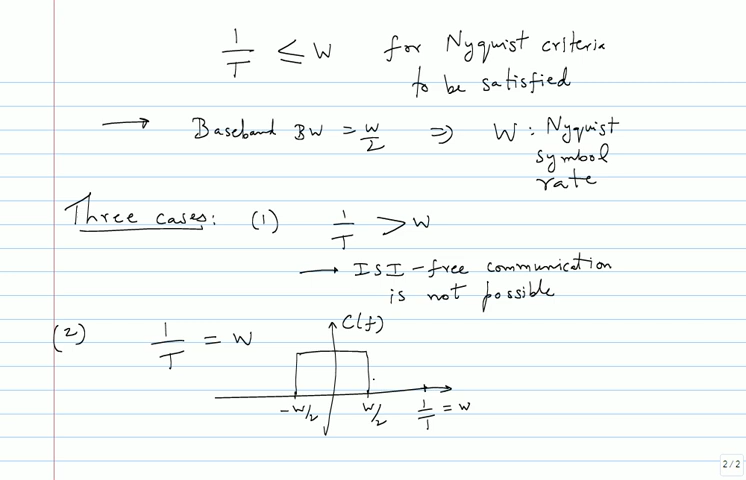 1/T ≤ W for Nyquist criteria
to be satisfied
→ Baseband BW = W/2 ⇒ W : Nyquist
symbol
rate
Three cases: (1) 1/T > W
→ ISI-free communication
is not possible
(2) 1/T = W
C(f)
-W/2 W/2 1/T = W
2/2